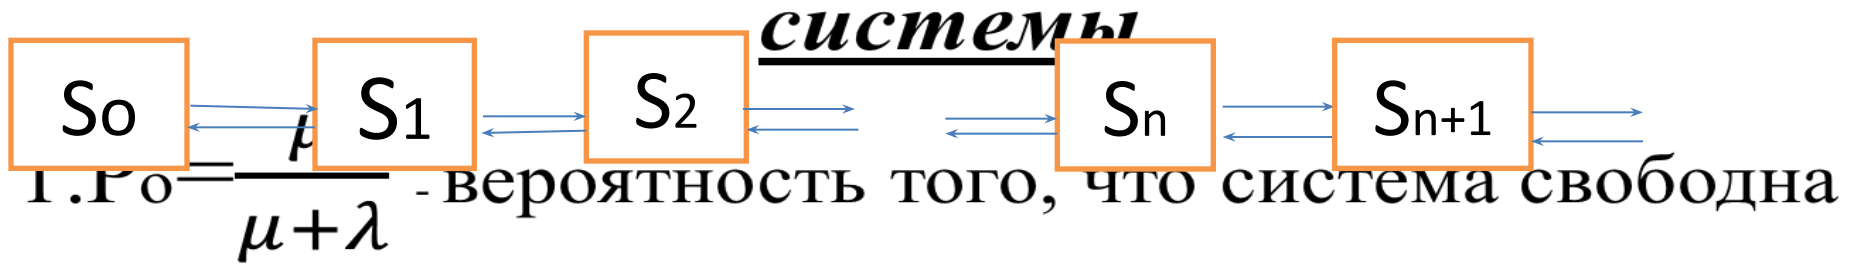 системы
So S1 S2 Sn Sn+1
μ
1.Po= - вероятность того, что система свободна
μ+λ